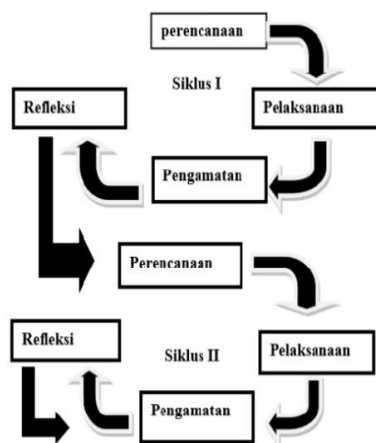 perencanaan
Siklus I
Refleksi
Pelaksanaan
Pengamatan
Perencanaan
Refleksi
Siklus II
Pelaksanaan
Pengamatan